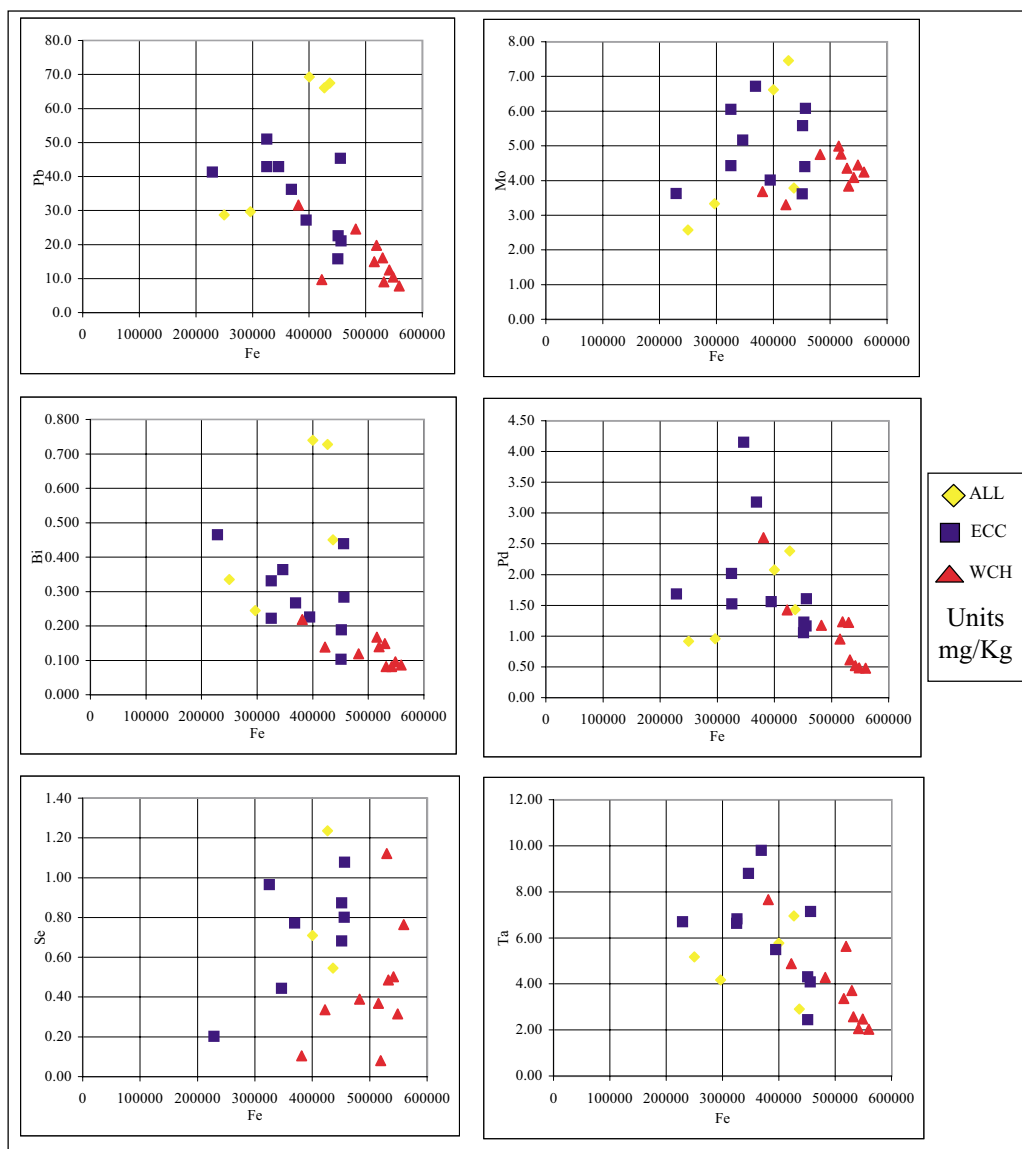 80.0
70.0
60.0
50.0
40.0
30.0
20.0
10.0
0.0
Pb
0 100000 200000 300000 400000 500000 600000
Fe
8.00
7.00
6.00
5.00
4.00
3.00
2.00
1.00
0.00
Mo
0 100000 200000 300000 400000 500000 600000
Fe
0.800
0.700
0.600
0.500
0.400
0.300
0.200
0.100
0.000
Bi
0 100000 200000 300000 400000 500000 600000
Fe
4.50
4.00
3.50
3.00
2.50
2.00
1.50
1.00
0.50
0.00
Pd
0 100000 200000 300000 400000 500000 600000
Fe
ALL
ECC
WCH
Units
mg/Kg
1.40
1.20
1.00
0.80
0.60
0.40
0.20
0.00
Se
0 100000 200000 300000 400000 500000 600000
Fe
12.00
10.00
8.00
6.00
4.00
2.00
0.00
Ta
0 100000 200000 300000 400000 500000 600000
Fe